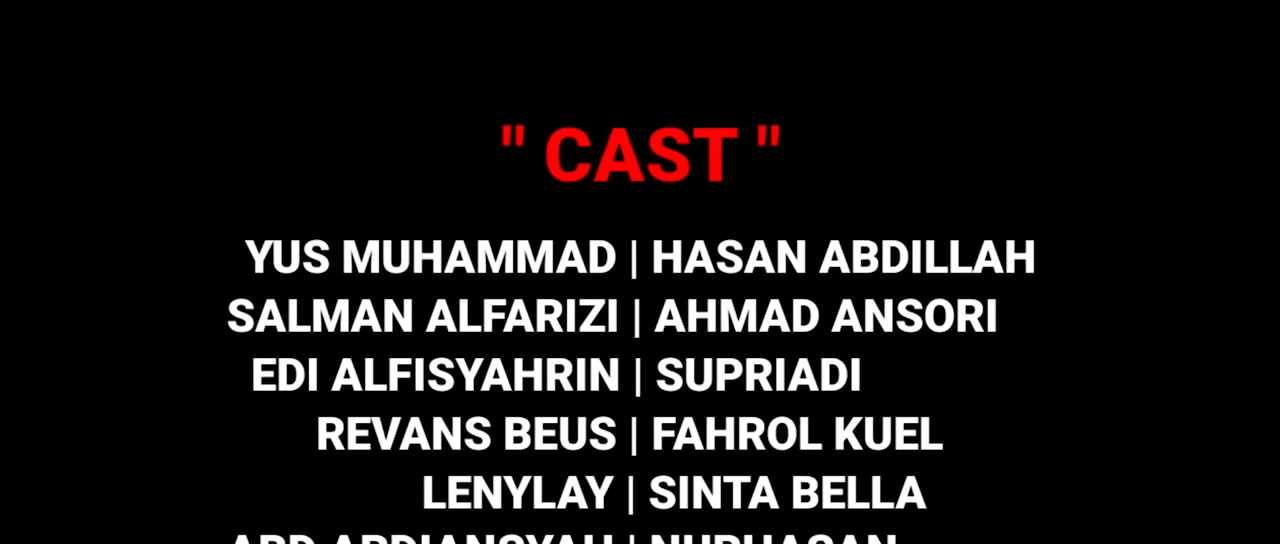 " CAST "
YUS MUHAMMAD | HASAN ABDILLAH
SALMAN ALFARIZI | AHMAD ANSORI
EDI ALFISYAHRIN | SUPRIADI
REVANS BEUS | FAHROL KUEL
LENYLAY | SINTA BELLA